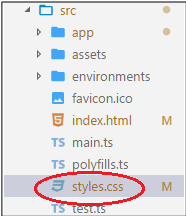 src
app
assets
environments
favicon.ico
index.html M
main.ts
polyfills.ts
styles.css M
test.ts